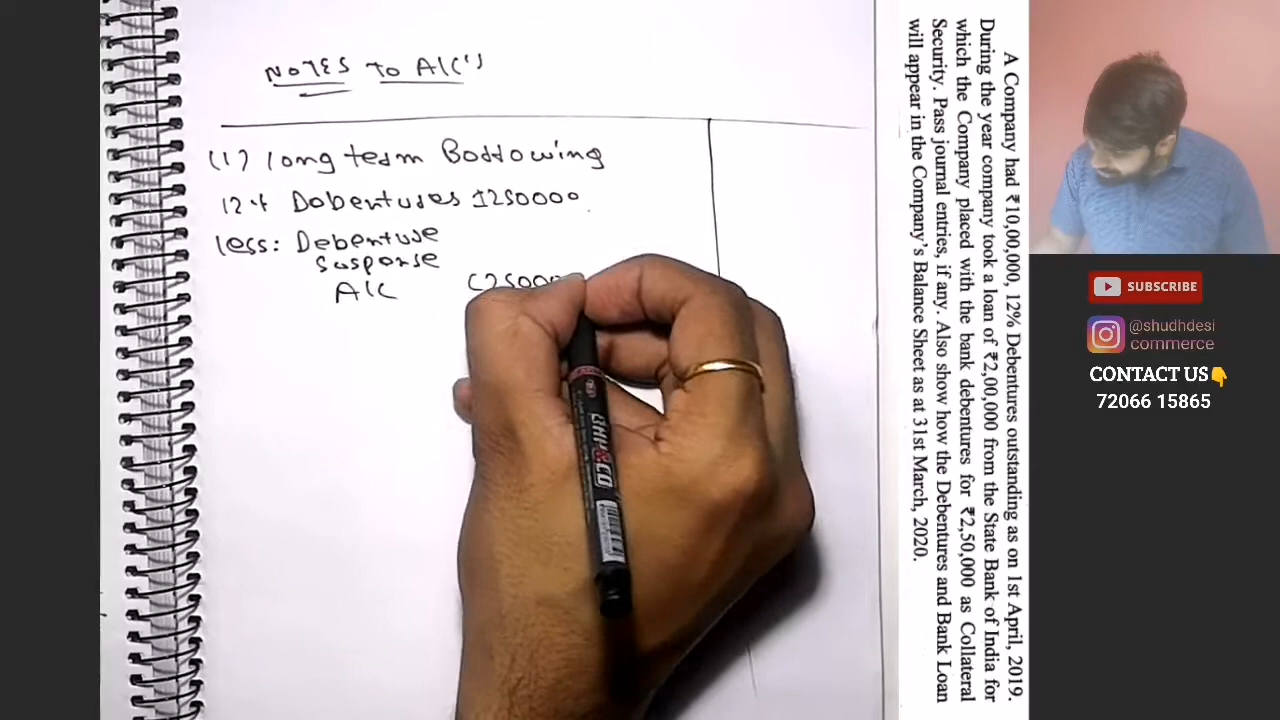 NOTES TO A/C's
(1) long term Borrowing
12% Debentures 1250000
less: Debenture
Suspense
A/C (25000
A Company had ₹10,00,000, 12% Debentures outstanding as on 1st April, 2019.
During the year company took a loan of ₹2,00,000 from the State Bank of India for
which the Company placed with the bank debentures for ₹2,50,000 as Collateral
Security. Pass journal entries, if any. Also show how the Debentures and Bank Loan
will appear in the Company's Balance Sheet as at 31st March, 2020.
SUBSCRIBE
@shudhdesi
commerce
CONTACT US👇
72066 15865